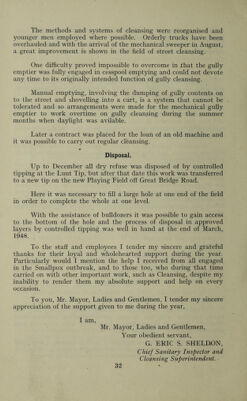 The methods and systems of cleansing were reorganised and
younger men employed where possible. Orderly trucks have been
overhauled and with the arrival of the mechanical sweeper in August,
a great improvement is shown in the field of street cleansing.
One difficulty proved impossible to overcome in that the gully
emptier was fully engaged in cesspool emptying and could not devote
any time to its originally intended function of gully cleansing.
Manual emptying, involving the dumping of gully contents on
to the street and shovelling into a cart, is a system that cannot be
tolerated and so arrangements were made for the mechanical gully
emptier to work overtime on gully cleansing during the summer
months when daylight was available.
Later a contract was placed for the loan of an old machine and
it was possible to carry out regular cleansing.
Disposal.
Up to December all dry refuse was disposed of by controlled
tipping at the Lunt Tip, but after that date this work was transferred
to a new tip on the new Playing Field off Great Bridge Road.
Here it was necessary to fill a large hole at one end of the field
in order to complete the whole at one level.
With the assistance of bulldozers it was possible to gain access
to the bottom of the hole and the process of disposal in approved
layers by controlled tipping was well in hand at the end of March,
1948.
To the staff and employees I tender my sincere and grateful
thanks for their loyal and wholehearted support during the year.
Particularly would I mention the help I received from all engaged
in the Smallpox outbreak, and to those too, who during that time
carried on with other important work, such as Cleansing, despite my
inability to render them my absolute support and help on every
occasion.
To you, Mr. Mayor, Ladies and Gentlemen, I tender my sincere
appreciation of the support given to me during the year,
I am,
Mr. Mayor, Ladies and Gentlemen,
Your obedient servant,
G. ERIC S. SHELDON,
Chief Sanitary Inspector and
Cleansing Superintendent.
32